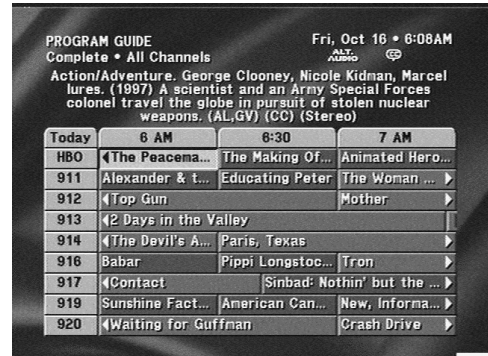 PROGRAM GUIDE Fri, Oct 16 • 6:08AM
Complete • All Channels ALT. AUDIO CC
Action/Adventure. George Clooney, Nicole Kidman, Marcel
Iures. (1997) A scientist and an Army Special Forces
colonel travel the globe in pursuit of stolen nuclear
weapons. (AL,GV) (CC) (Stereo)
Today 6 AM 6:30 7 AM
HBO The Peacema... The Making Of... Animated Hero...
911 Alexander & t... Educating Peter The Woman ...
912 Top Gun Mother
913 2 Days in the Valley
914 The Devil's A... Paris, Texas
916 Babar Pippi Longstoc... Tron
917 Contact Sinbad: Nothin' but the ...
919 Sunshine Fact... American Can... New, Informa...
920 Waiting for Guffman Crash Drive